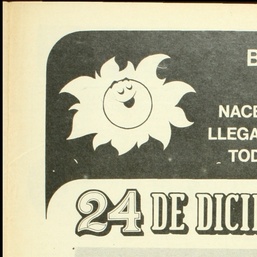 B
NACE
LLEGA
TOD
24 DE DICI